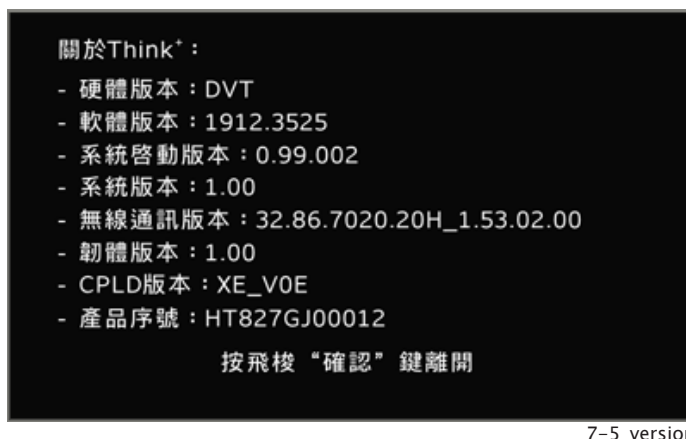 關於Think⁺：
- 硬體版本：DVT
- 軟體版本：1912.3525
- 系統啓動版本：0.99.002
- 系統版本：1.00
- 無線通訊版本：32.86.7020.20H_1.53.02.00
- 韌體版本：1.00
- CPLD版本：XE_V0E
- 產品序號：HT827GJ00012
按飛梭“確認”鍵離開
7-5 version